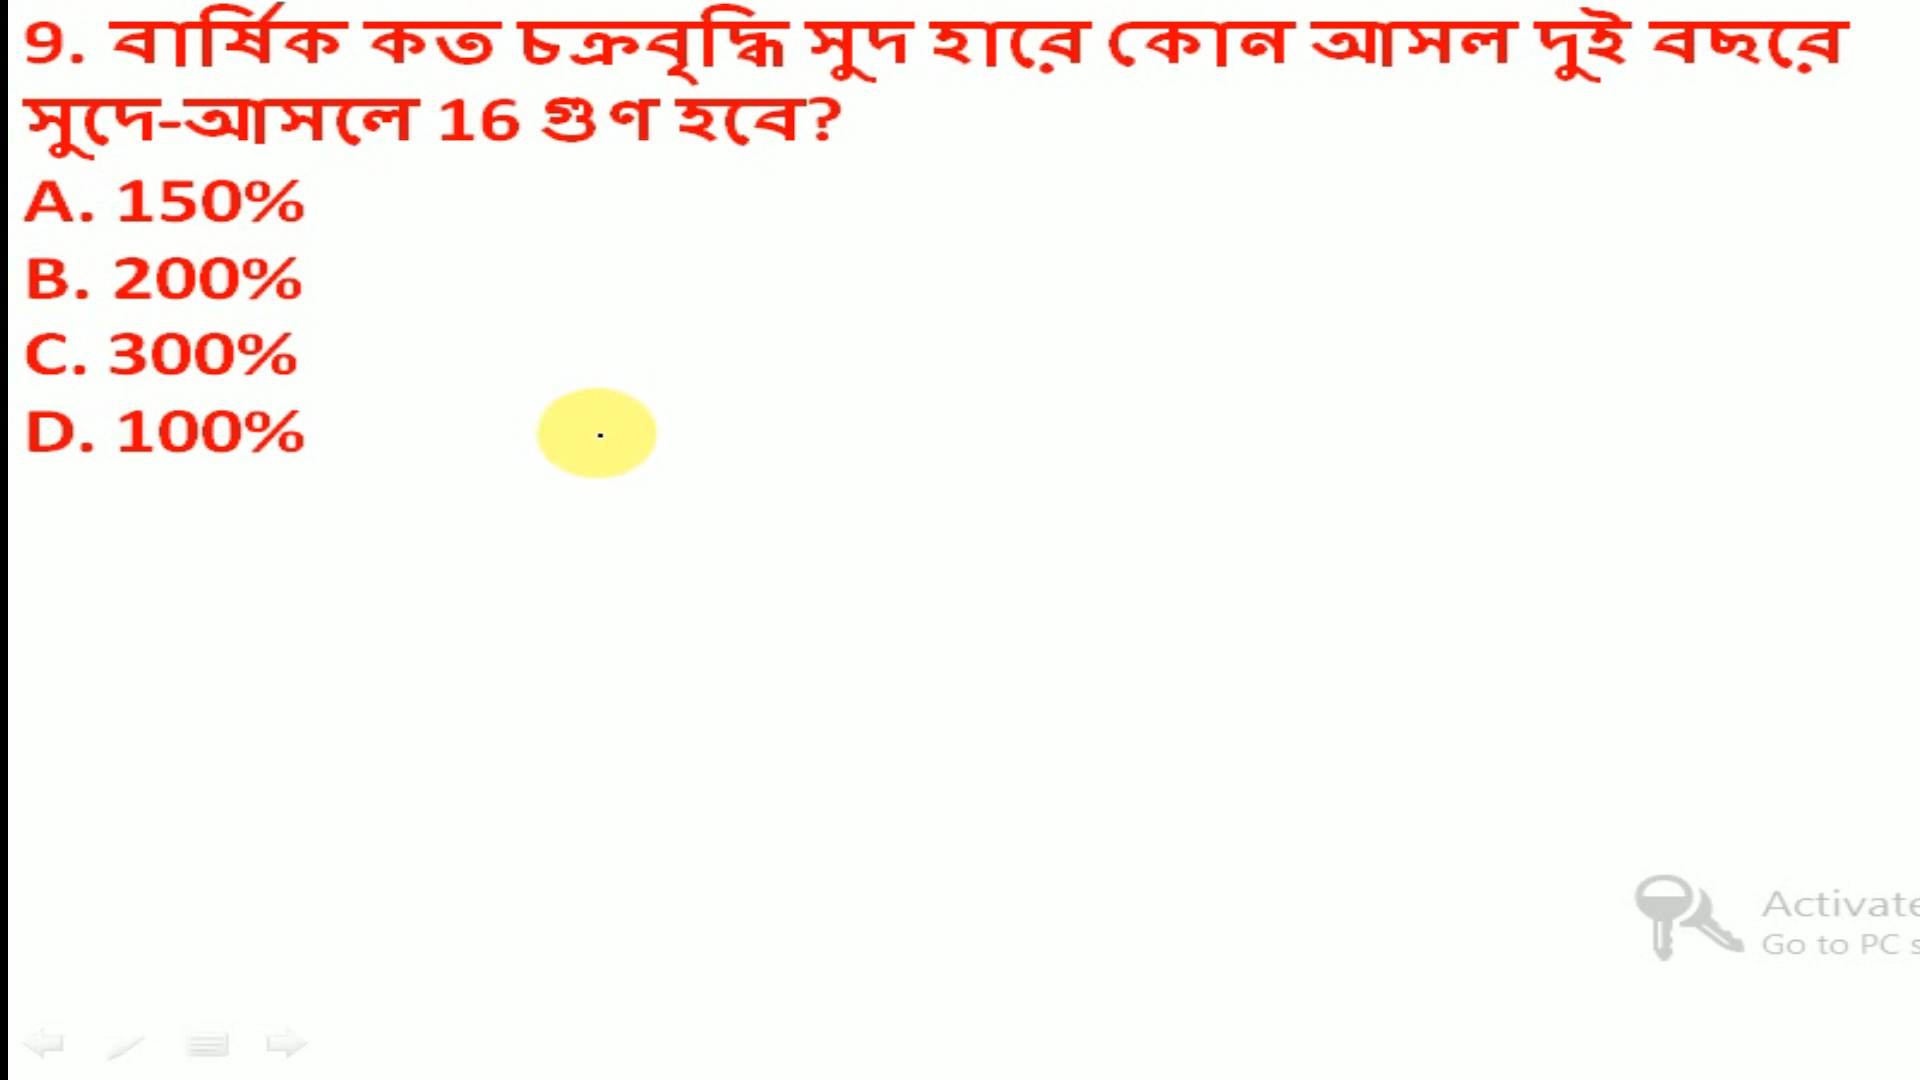 9. বার্ষিক কত চক্রবৃদ্ধি সুদ হারে কোন আসল দুই বছরে
সুদে-আসলে 16 গুণ হবে?
A. 150%
B. 200%
C. 300%
D. 100%
Activate
Go to PC s